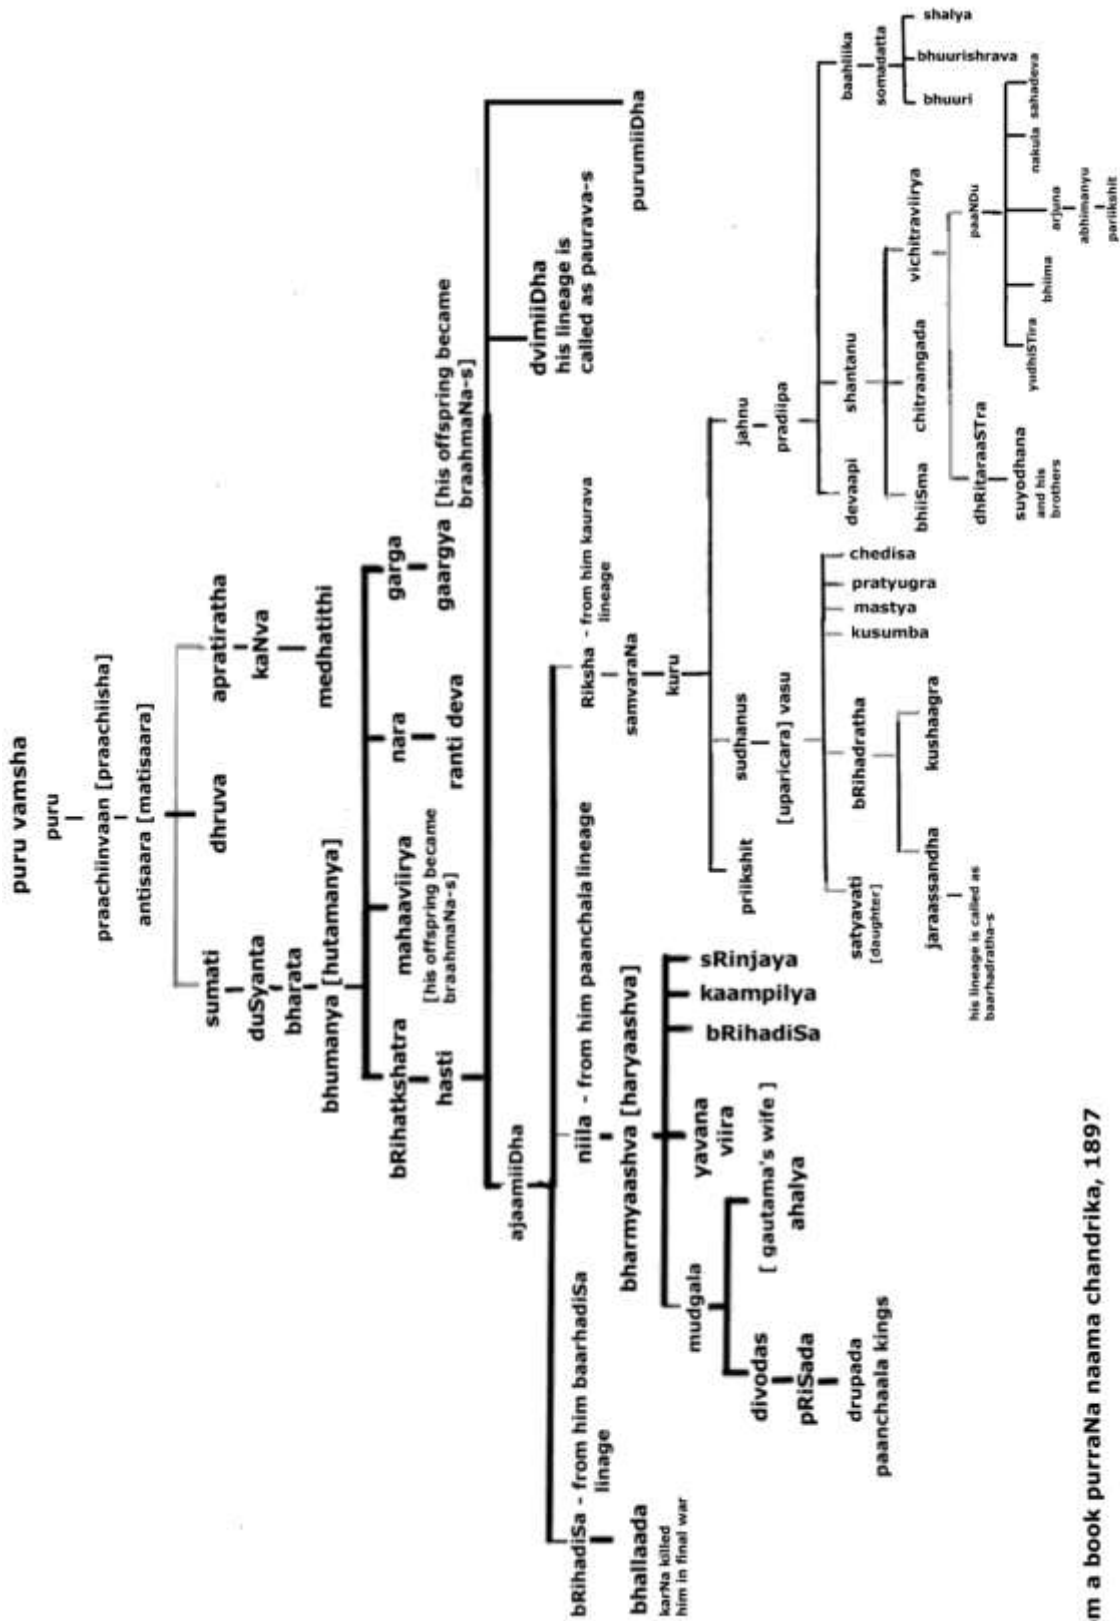 puru vamsha
puru
praachiinvaan [praachiisha]
antisaara [matisaara]
sumati
dhruva
apratiratha
duSyanta
kaNva
bharata
medhatithi
bhumanya [hutamanya]
bRihatkshatra
mahaaviirya
nara
garga
[his offspring became
braahmaNa-s]
hasti
ranti deva
gaargya
[his offspring became
braahmaNa-s]
ajaamiiDha
dvimiiDha
his lineage is
called as paurava-s
purumiiDha
bRihadiSa - from him baarhadiSa
linage
niila - from him paanchala lineage
Riksha - from him kaurava
lineage
bhallaada
karNa killed
him in final war
bharmyaashva [haryaashva]
samvaraNa
kuru
mudgala
yavana
viira
bRihadiSa
kaampilya
sRinjaya
priikshit
sudhanus
jahnu
divodas
[ gautama's wife ]
ahalya
[uparicara] vasu
pradiipa
pRiSada
satyavati
[daughter]
bRihadratha
kusumba
mastya
pratyugra
chedisa
devaapi
shantanu
baahliika
drupada
paanchaala kings
somadatta
jaraassandha
kushaagra
bhiiSma
chitraangada
vichitraviirya
bhuuri
bhuurishrava
shalya
his lineage is called as
baarhadratha-s
dhRitaraaSTra
paaNDu
suyodhana
and his
brothers
yudhiSTira
bhiima
arjuna
nakula
sahadeva
abhimanyu
pariikshit
m a book purraNa naama chandrika, 1897